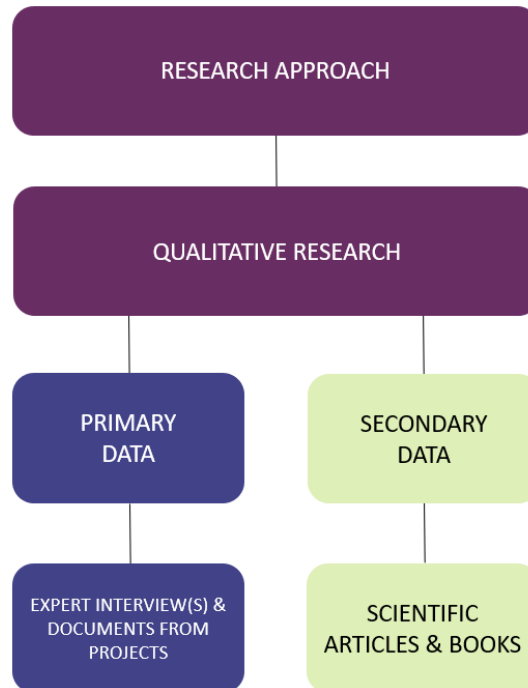 RESEARCH APPROACH
QUALITATIVE RESEARCH
PRIMARY
DATA
SECONDARY
DATA
EXPERT INTERVIEW(S) &
DOCUMENTS FROM
PROJECTS
SCIENTIFIC
ARTICLES & BOOKS